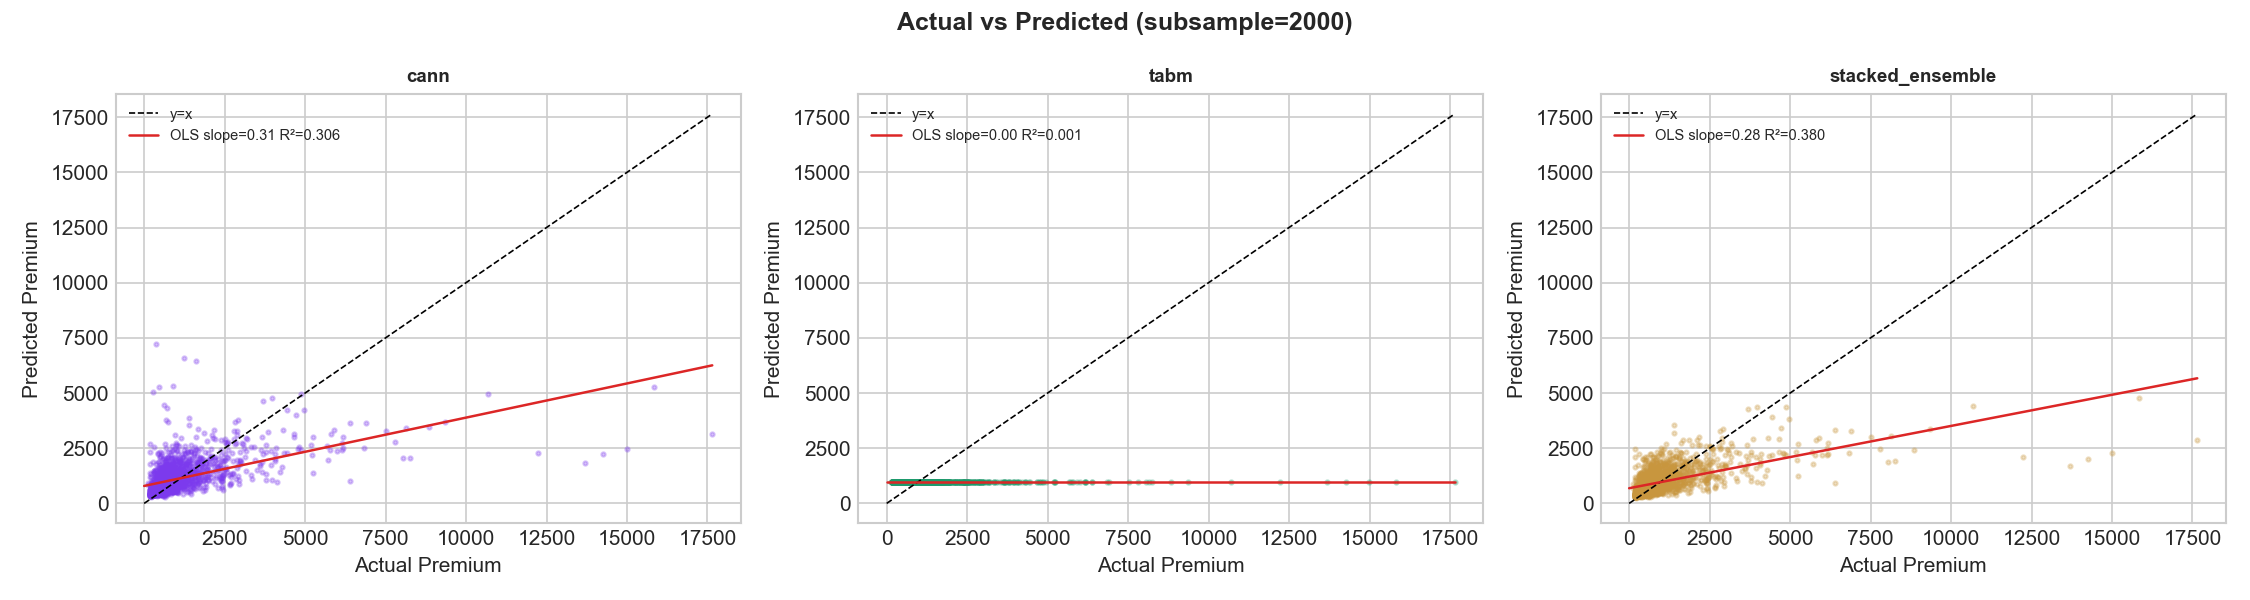 Actual vs Predicted (subsample=2000)
cann
y=x
OLS slope=0.31 R²=0.306
17500
15000
12500
10000
7500
5000
2500
0
Predicted Premium
0 2500 5000 7500 10000 12500 15000 17500
Actual Premium
tabm
y=x
OLS slope=0.00 R²=0.001
17500
15000
12500
10000
7500
5000
2500
0
Predicted Premium
0 2500 5000 7500 10000 12500 15000 17500
Actual Premium
stacked_ensemble
y=x
OLS slope=0.28 R²=0.380
17500
15000
12500
10000
7500
5000
2500
0
Predicted Premium
0 2500 5000 7500 10000 12500 15000 17500
Actual Premium